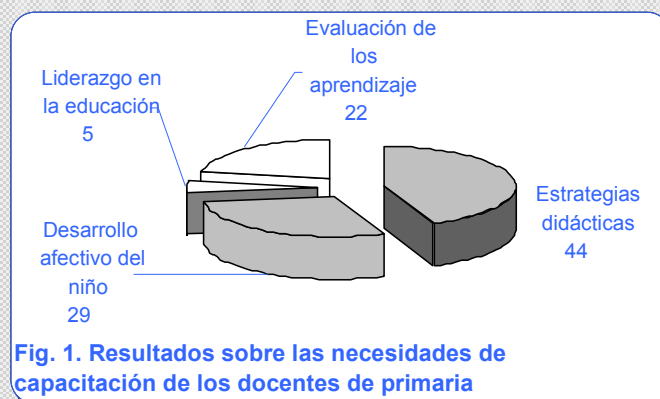 Evaluación de
los
aprendizaje
22
Liderazgo en
la educación
5
Estrategias
didácticas
44
Desarrollo
afectivo del
niño
29
Fig. 1. Resultados sobre las necesidades de
capacitación de los docentes de primaria